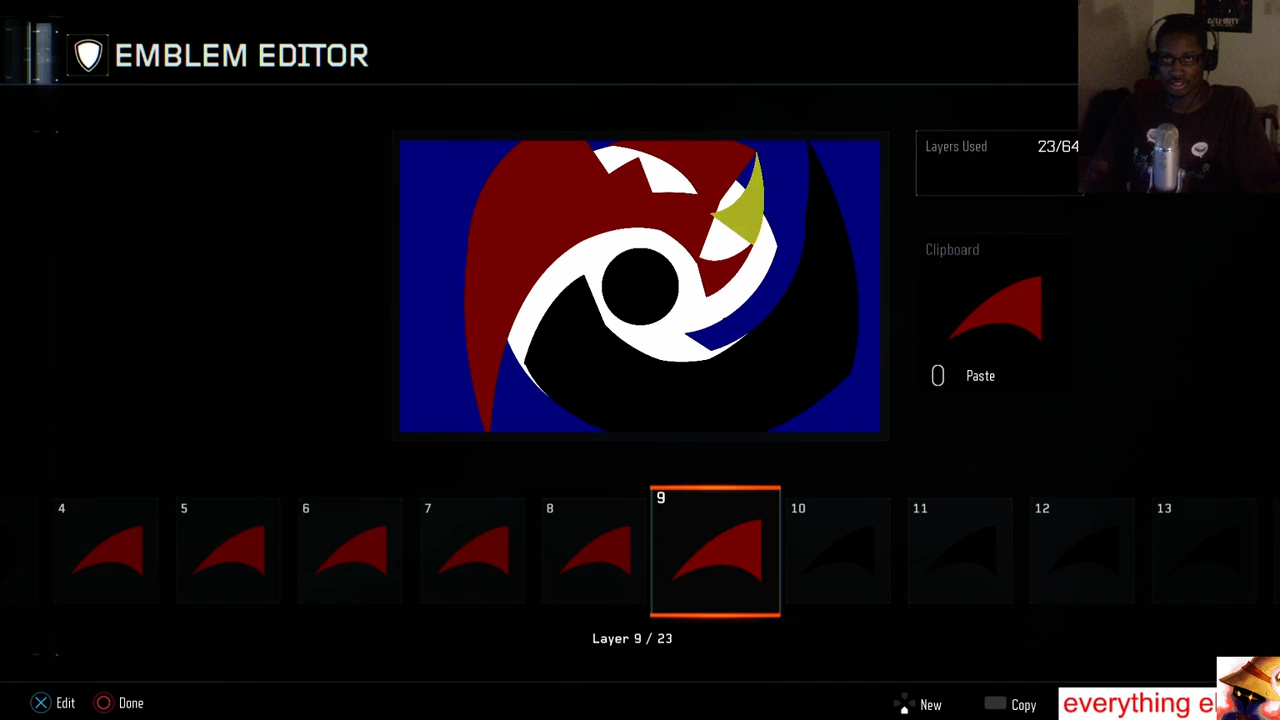 EMBLEM EDITOR
Layers Used 23/64
Clipboard
Paste
4 5 6 7 8 9 10 11 12 13
Layer 9 / 23
Edit Done New Copy
everything el